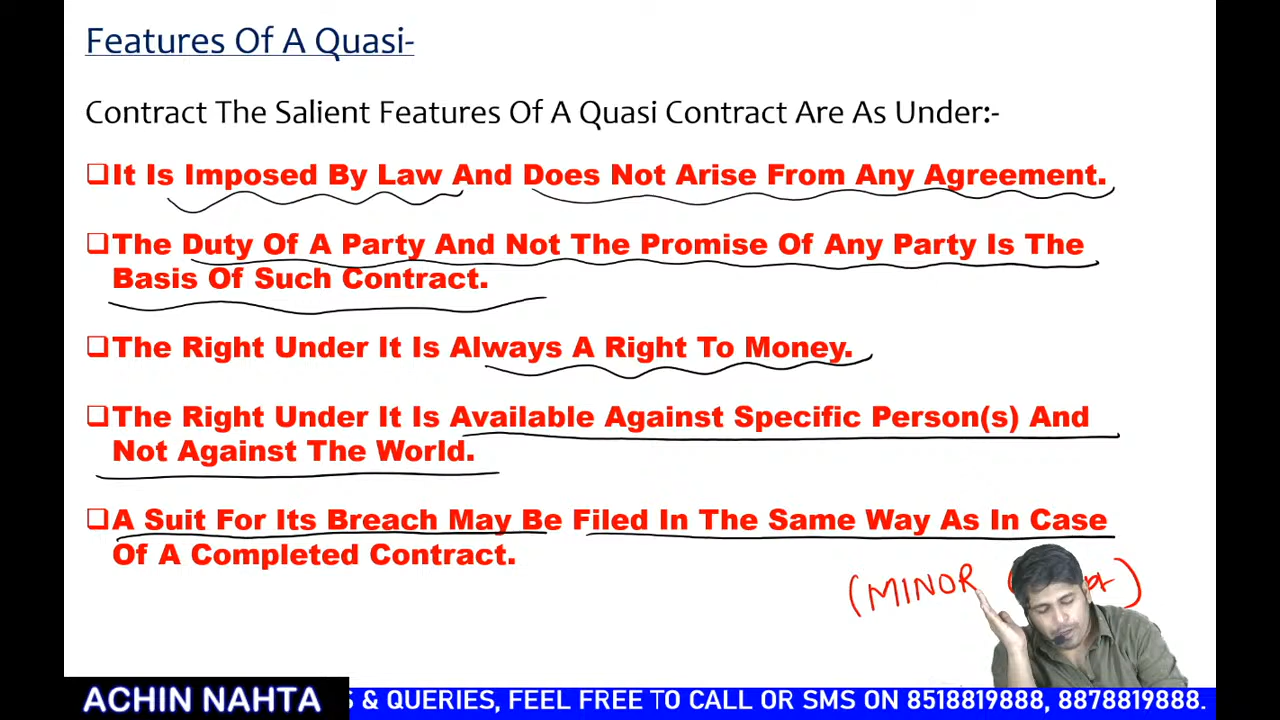 Features Of A Quasi-
Contract The Salient Features Of A Quasi Contract Are As Under:-
It Is Imposed By Law And Does Not Arise From Any Agreement.
The Duty Of A Party And Not The Promise Of Any Party Is The
Basis Of Such Contract.
The Right Under It Is Always A Right To Money.
The Right Under It Is Available Against Specific Person(s) And
Not Against The World.
A Suit For Its Breach May Be Filed In The Same Way As In Case
Of A Completed Contract.
(MINOR
ACHIN NAHTA
& QUERIES, FEEL FREE TO CALL OR SMS ON 8518819888, 8878819888.